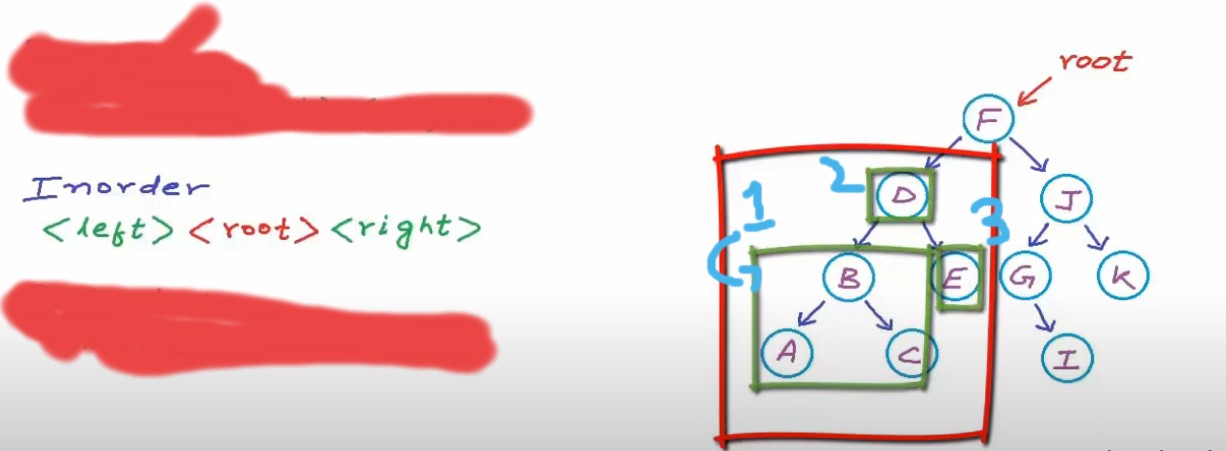 Inorder
<left> <root> <right>
root
F
2 D J
1
3
B E G K
A C I